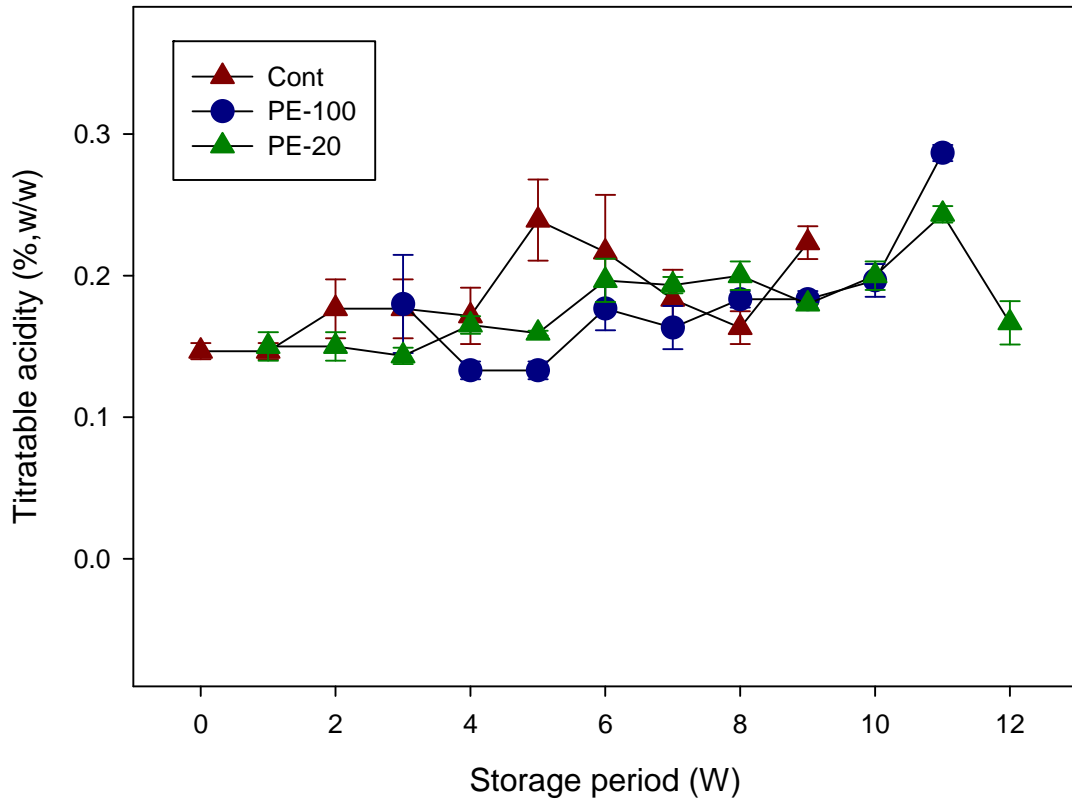 Cont
PE-100
PE-20
Titratable acidity (%,w/w)
0.3
0.2
0.1
0.0
0 2 4 6 8 10 12
Storage period (W)